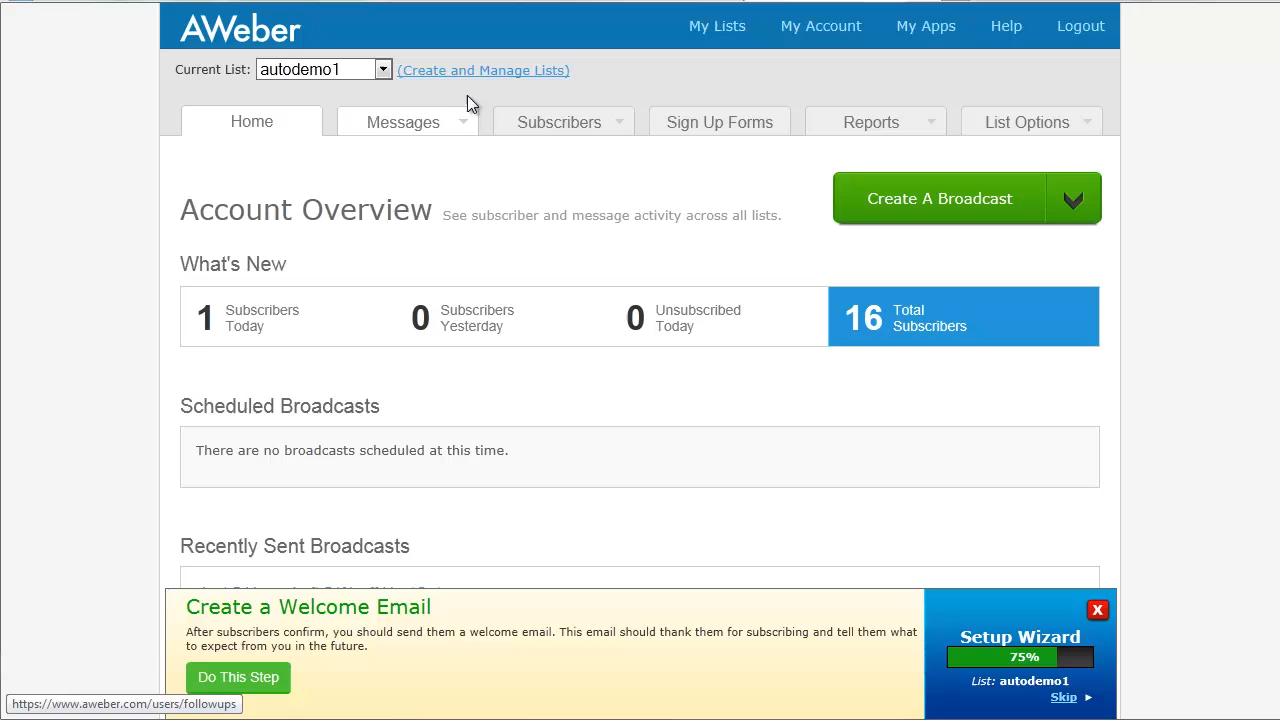 AWeber
My Lists
My Account
My Apps
Help
Logout
Current List: autodemo1 (Create and Manage Lists)
Home
Messages
Subscribers
Sign Up Forms
Reports
List Options
Account Overview See subscriber and message activity across all lists.
Create A Broadcast
What's New
1 Subscribers
Today
0 Subscribers
Yesterday
0 Unsubscribed
Today
16 Total
Subscribers
Scheduled Broadcasts
There are no broadcasts scheduled at this time.
Recently Sent Broadcasts
Create a Welcome Email
After subscribers confirm, you should send them a welcome email. This email should thank them for subscribing and tell them what
to expect from you in the future.
Do This Step
X
Setup Wizard
75%
List: autodemo1
Skip
https://www.aweber.com/users/followups